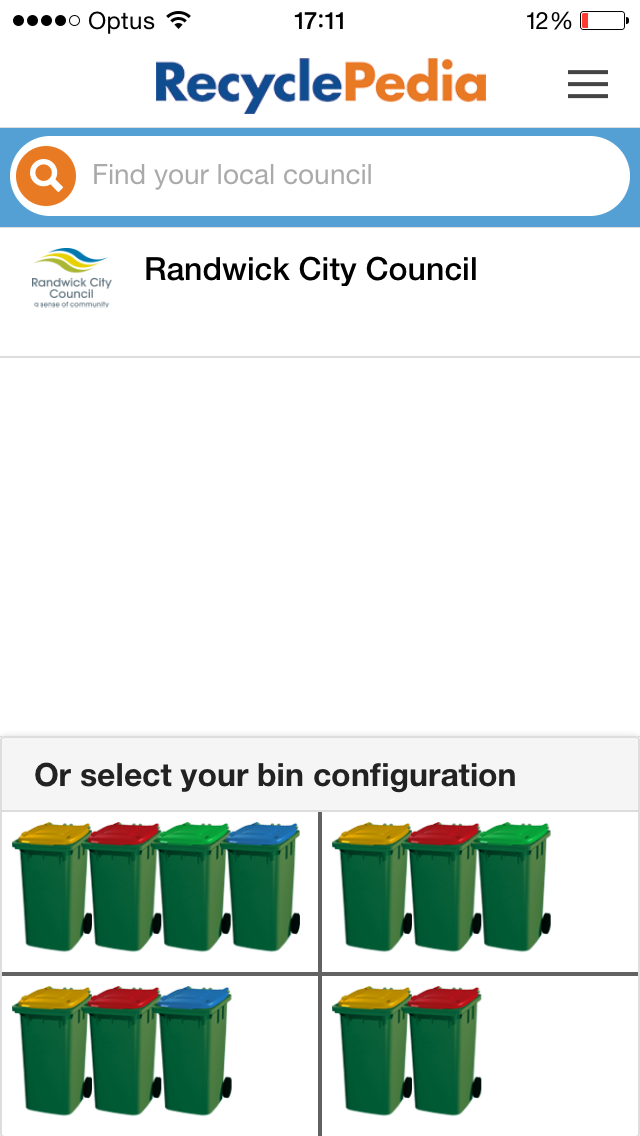 Optus 17:11 12%
RecyclePedia
Find your local council
Randwick City
Council
a sense of community
Randwick City Council
Or select your bin configuration